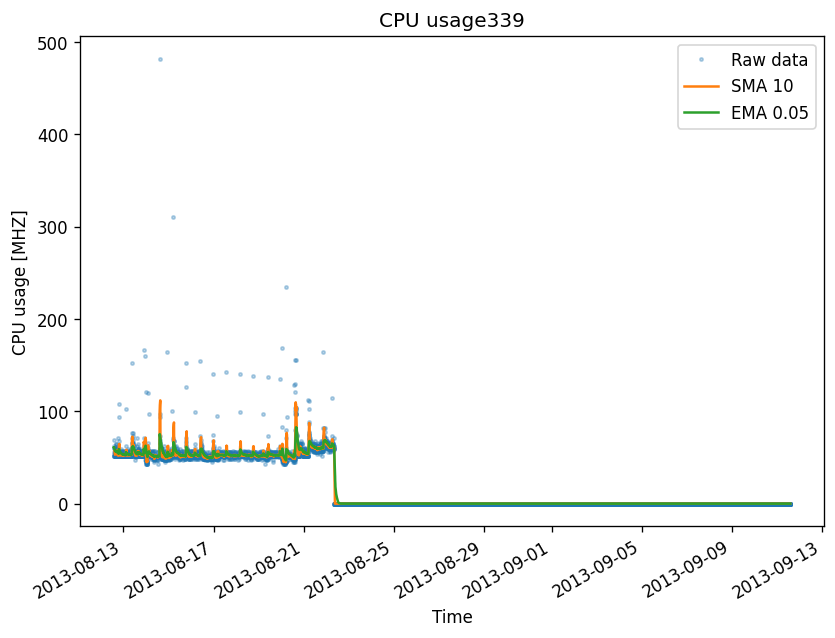 CPU usage339
500
400
300
200
100
0
CPU usage [MHZ]
Raw data
SMA 10
EMA 0.05
2013-08-13
2013-08-17
2013-08-21
2013-08-25
2013-08-29
2013-09-01
2013-09-05
2013-09-09
2013-09-13
Time